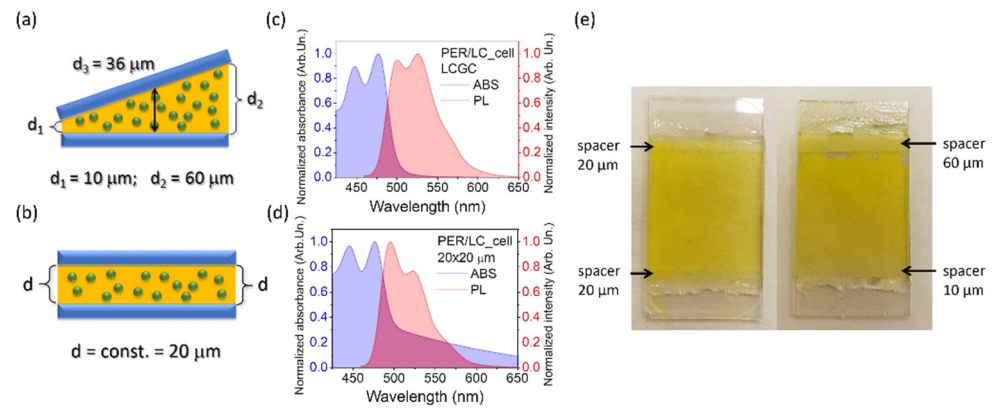 (a)
d₃ = 36 μm
d₁
d₂
d₁ = 10 μm; d₂ = 60 μm
(b)
d
d
d = const. = 20 μm
(c)
Normalized absorbance (Arb.Un.)
1.0
0.8
0.6
0.4
0.2
0.0
PER/LC_cell
LCGC
ABS
PL
1.0
0.8
0.6
0.4
0.2
0.0
Normalized intensity (Arb.Un.)
450 500 550 600 650
Wavelength (nm)
(d)
Normalized absorbance (Arb.Un.)
1.0
0.8
0.6
0.4
0.2
0.0
PER/LC_cell
20x20 μm
ABS
PL
1.0
0.8
0.6
0.4
0.2
0.0
Normalized intensity (Arb.Un.)
450 500 550 600 650
Wavelength (nm)
(e)
spacer
20 μm
spacer
60 μm
spacer
20 μm
spacer
10 μm